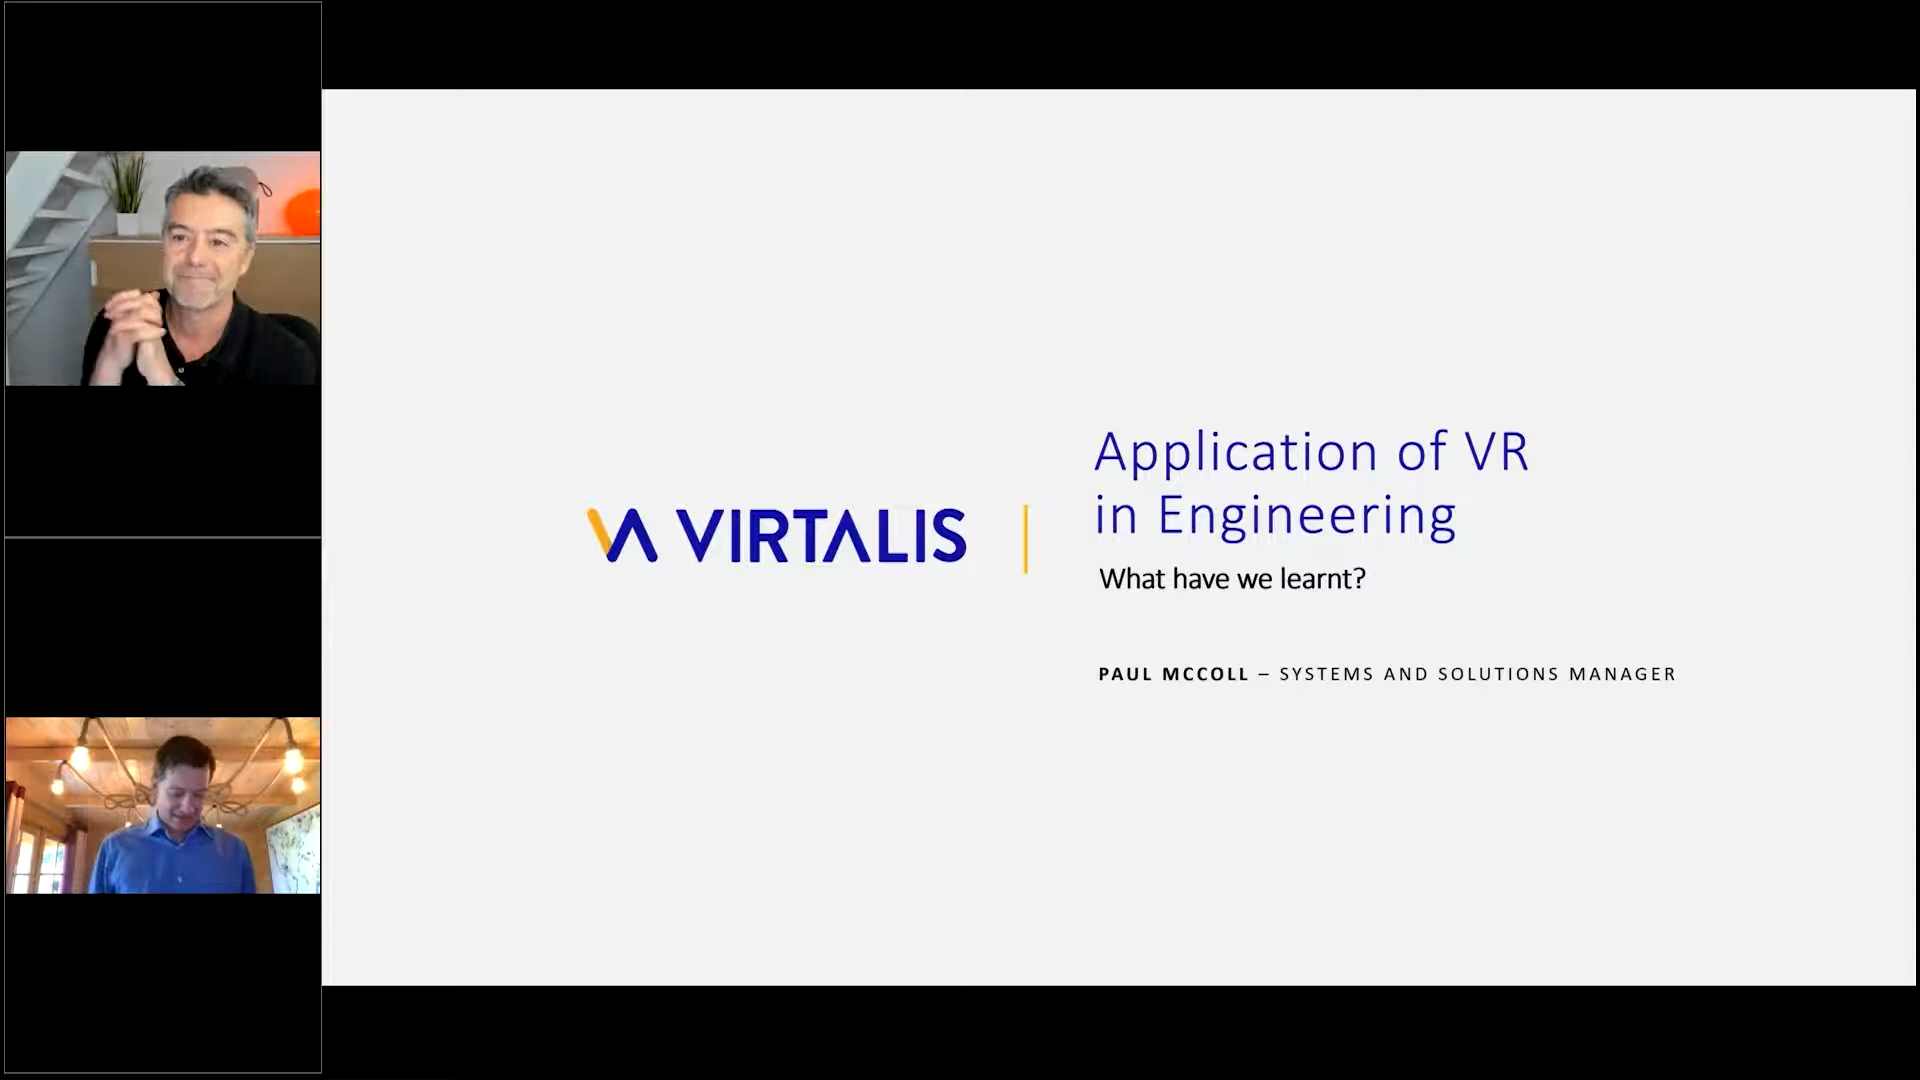 VIRTALIS
Application of VR
in Engineering
What have we learnt?
PAUL MCCOLL – SYSTEMS AND SOLUTIONS MANAGER